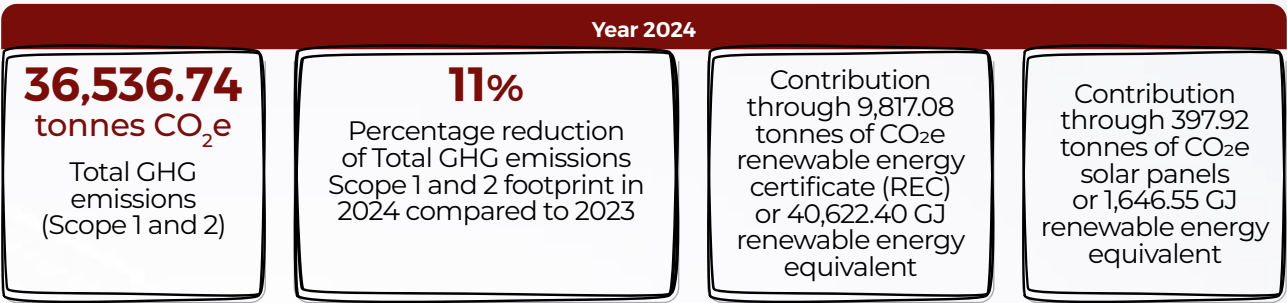 Year 2024
36,536.74
tonnes CO₂e
Total GHG
emissions
(Scope 1 and 2)
11%
Percentage reduction
of Total GHG emissions
Scope 1 and 2 footprint in
2024 compared to 2023
Contribution
through 9,817.08
tonnes of CO₂e
renewable energy
certificate (REC)
or 40,622.40 GJ
renewable energy
equivalent
Contribution
through 397.92
tonnes of CO₂e
solar panels
or 1,646.55 GJ
renewable energy
equivalent